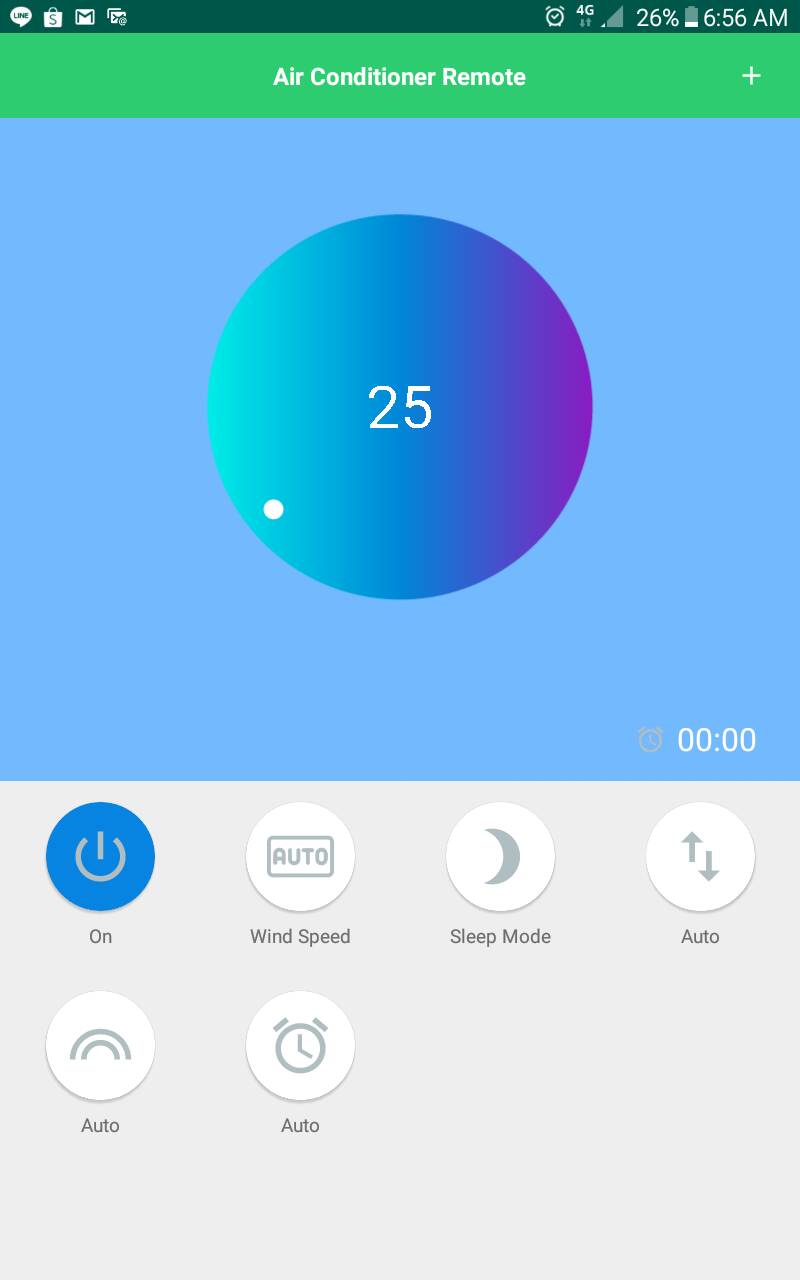 LINE S 4G 26% 6:56 AM
Air Conditioner Remote +
25
00:00
AUTO
On Wind Speed Sleep Mode Auto
Auto Auto